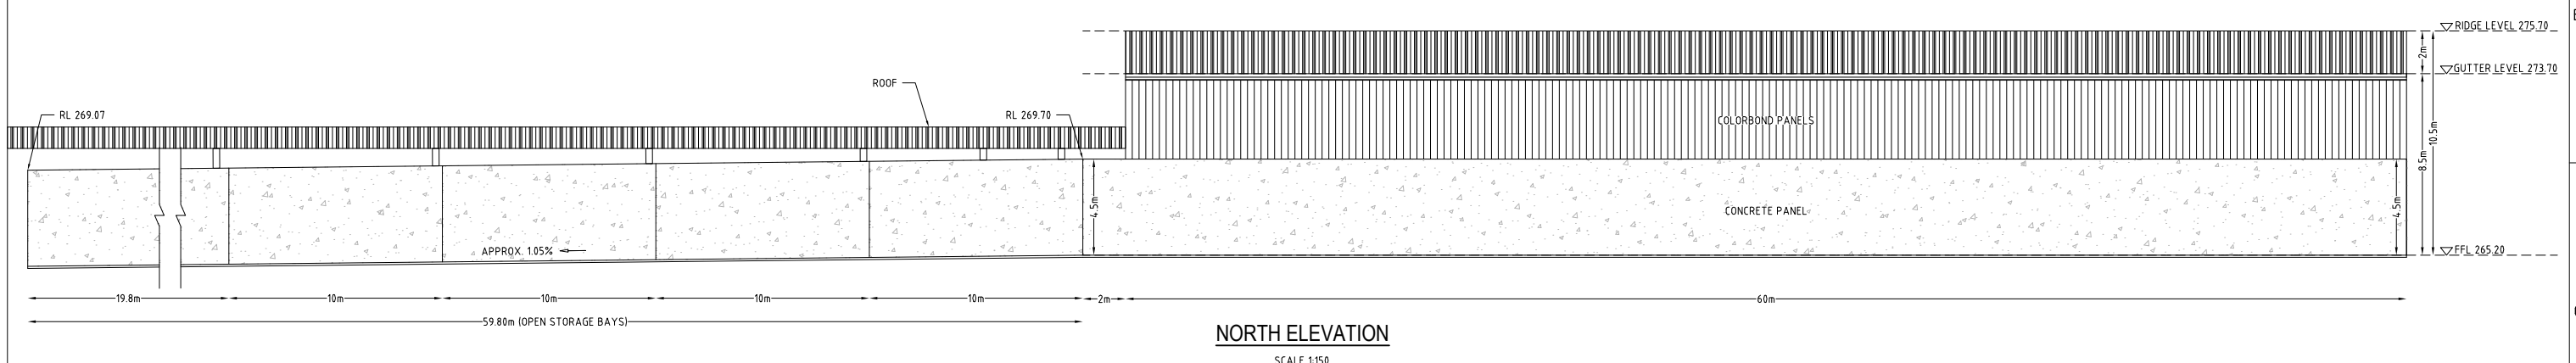 RIDGE LEVEL 275.70
2m
GUTTER LEVEL 273.70
ROOF
RL 269.07
RL 269.70
COLORBOND PANELS
10.5m
8.5m
4.5m
4.5m
CONCRETE PANEL
APPROX. 1.05%
FFL 265.20
19.8m
10m
10m
10m
10m
2m
60m
59.80m (OPEN STORAGE BAYS)
NORTH ELEVATION
SCALE 1:150